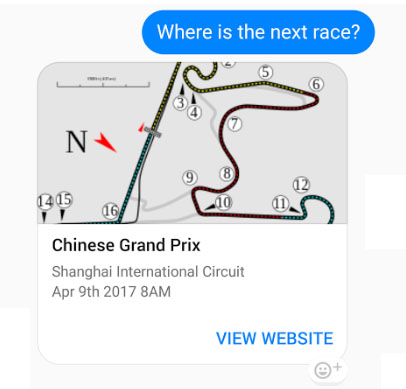 Where is the next race?
2
5
6
3
4
N
7
8
9
10
11
12
14 15
16
Chinese Grand Prix
Shanghai International Circuit
Apr 9th 2017 8AM
VIEW WEBSITE